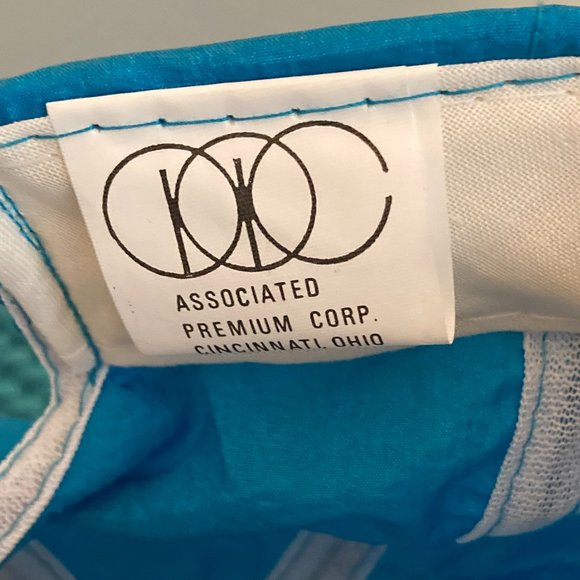 ASSOCIATED
PREMIUM CORP.
CINCINNATI, OHIO